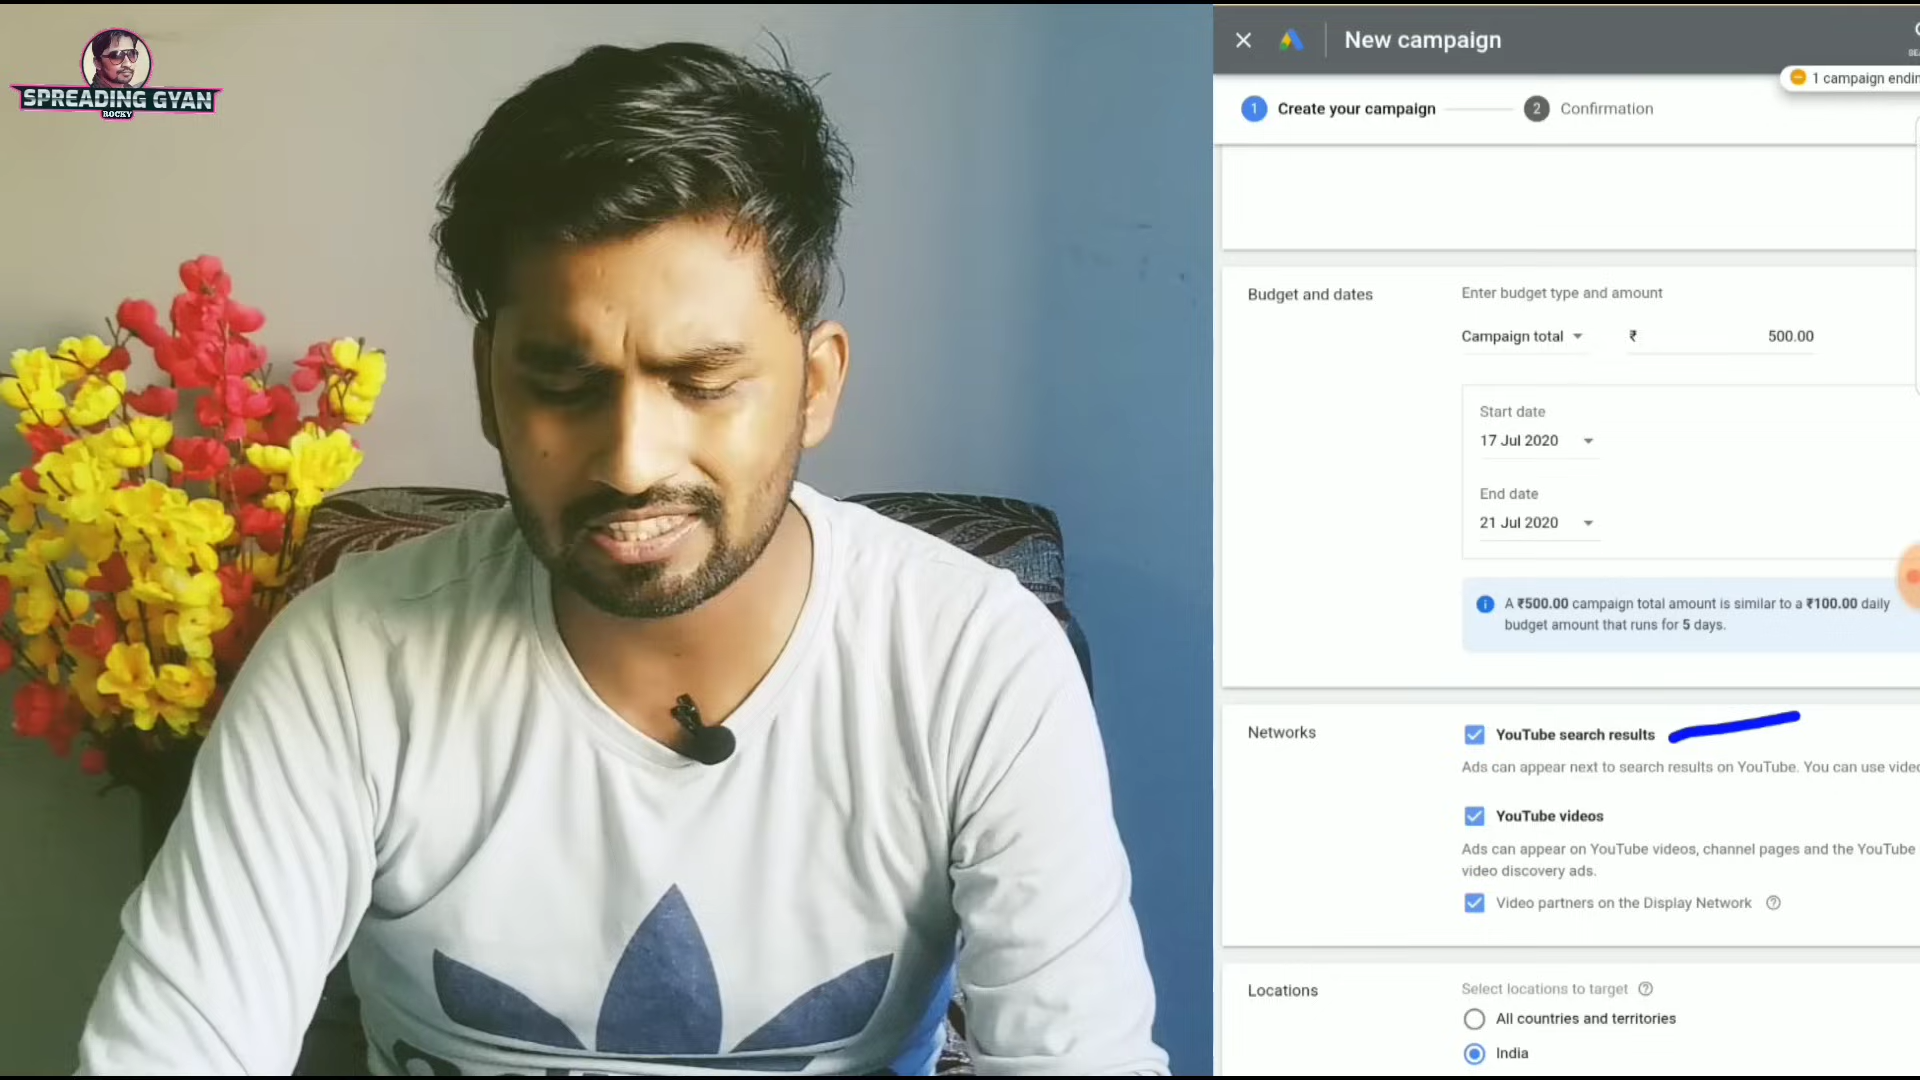 SPREADING GYAN
ROCKY
New campaign
1 campaign
1 Create your campaign
2 Confirmation
Budget and dates
Enter budget type and amount
Campaign total ₹ 500.00
Start date
17 Jul 2020
End date
21 Jul 2020
A ₹500.00 campaign total amount is similar to a ₹100.00 daily
budget amount that runs for 5 days.
Networks
YouTube search results
Ads can appear next to search results on YouTube. You can use
YouTube videos
Ads can appear on YouTube videos, channel pages and the YouTube
video discovery ads.
Video partners on the Display Network
Locations
Select locations to target
All countries and territories
India